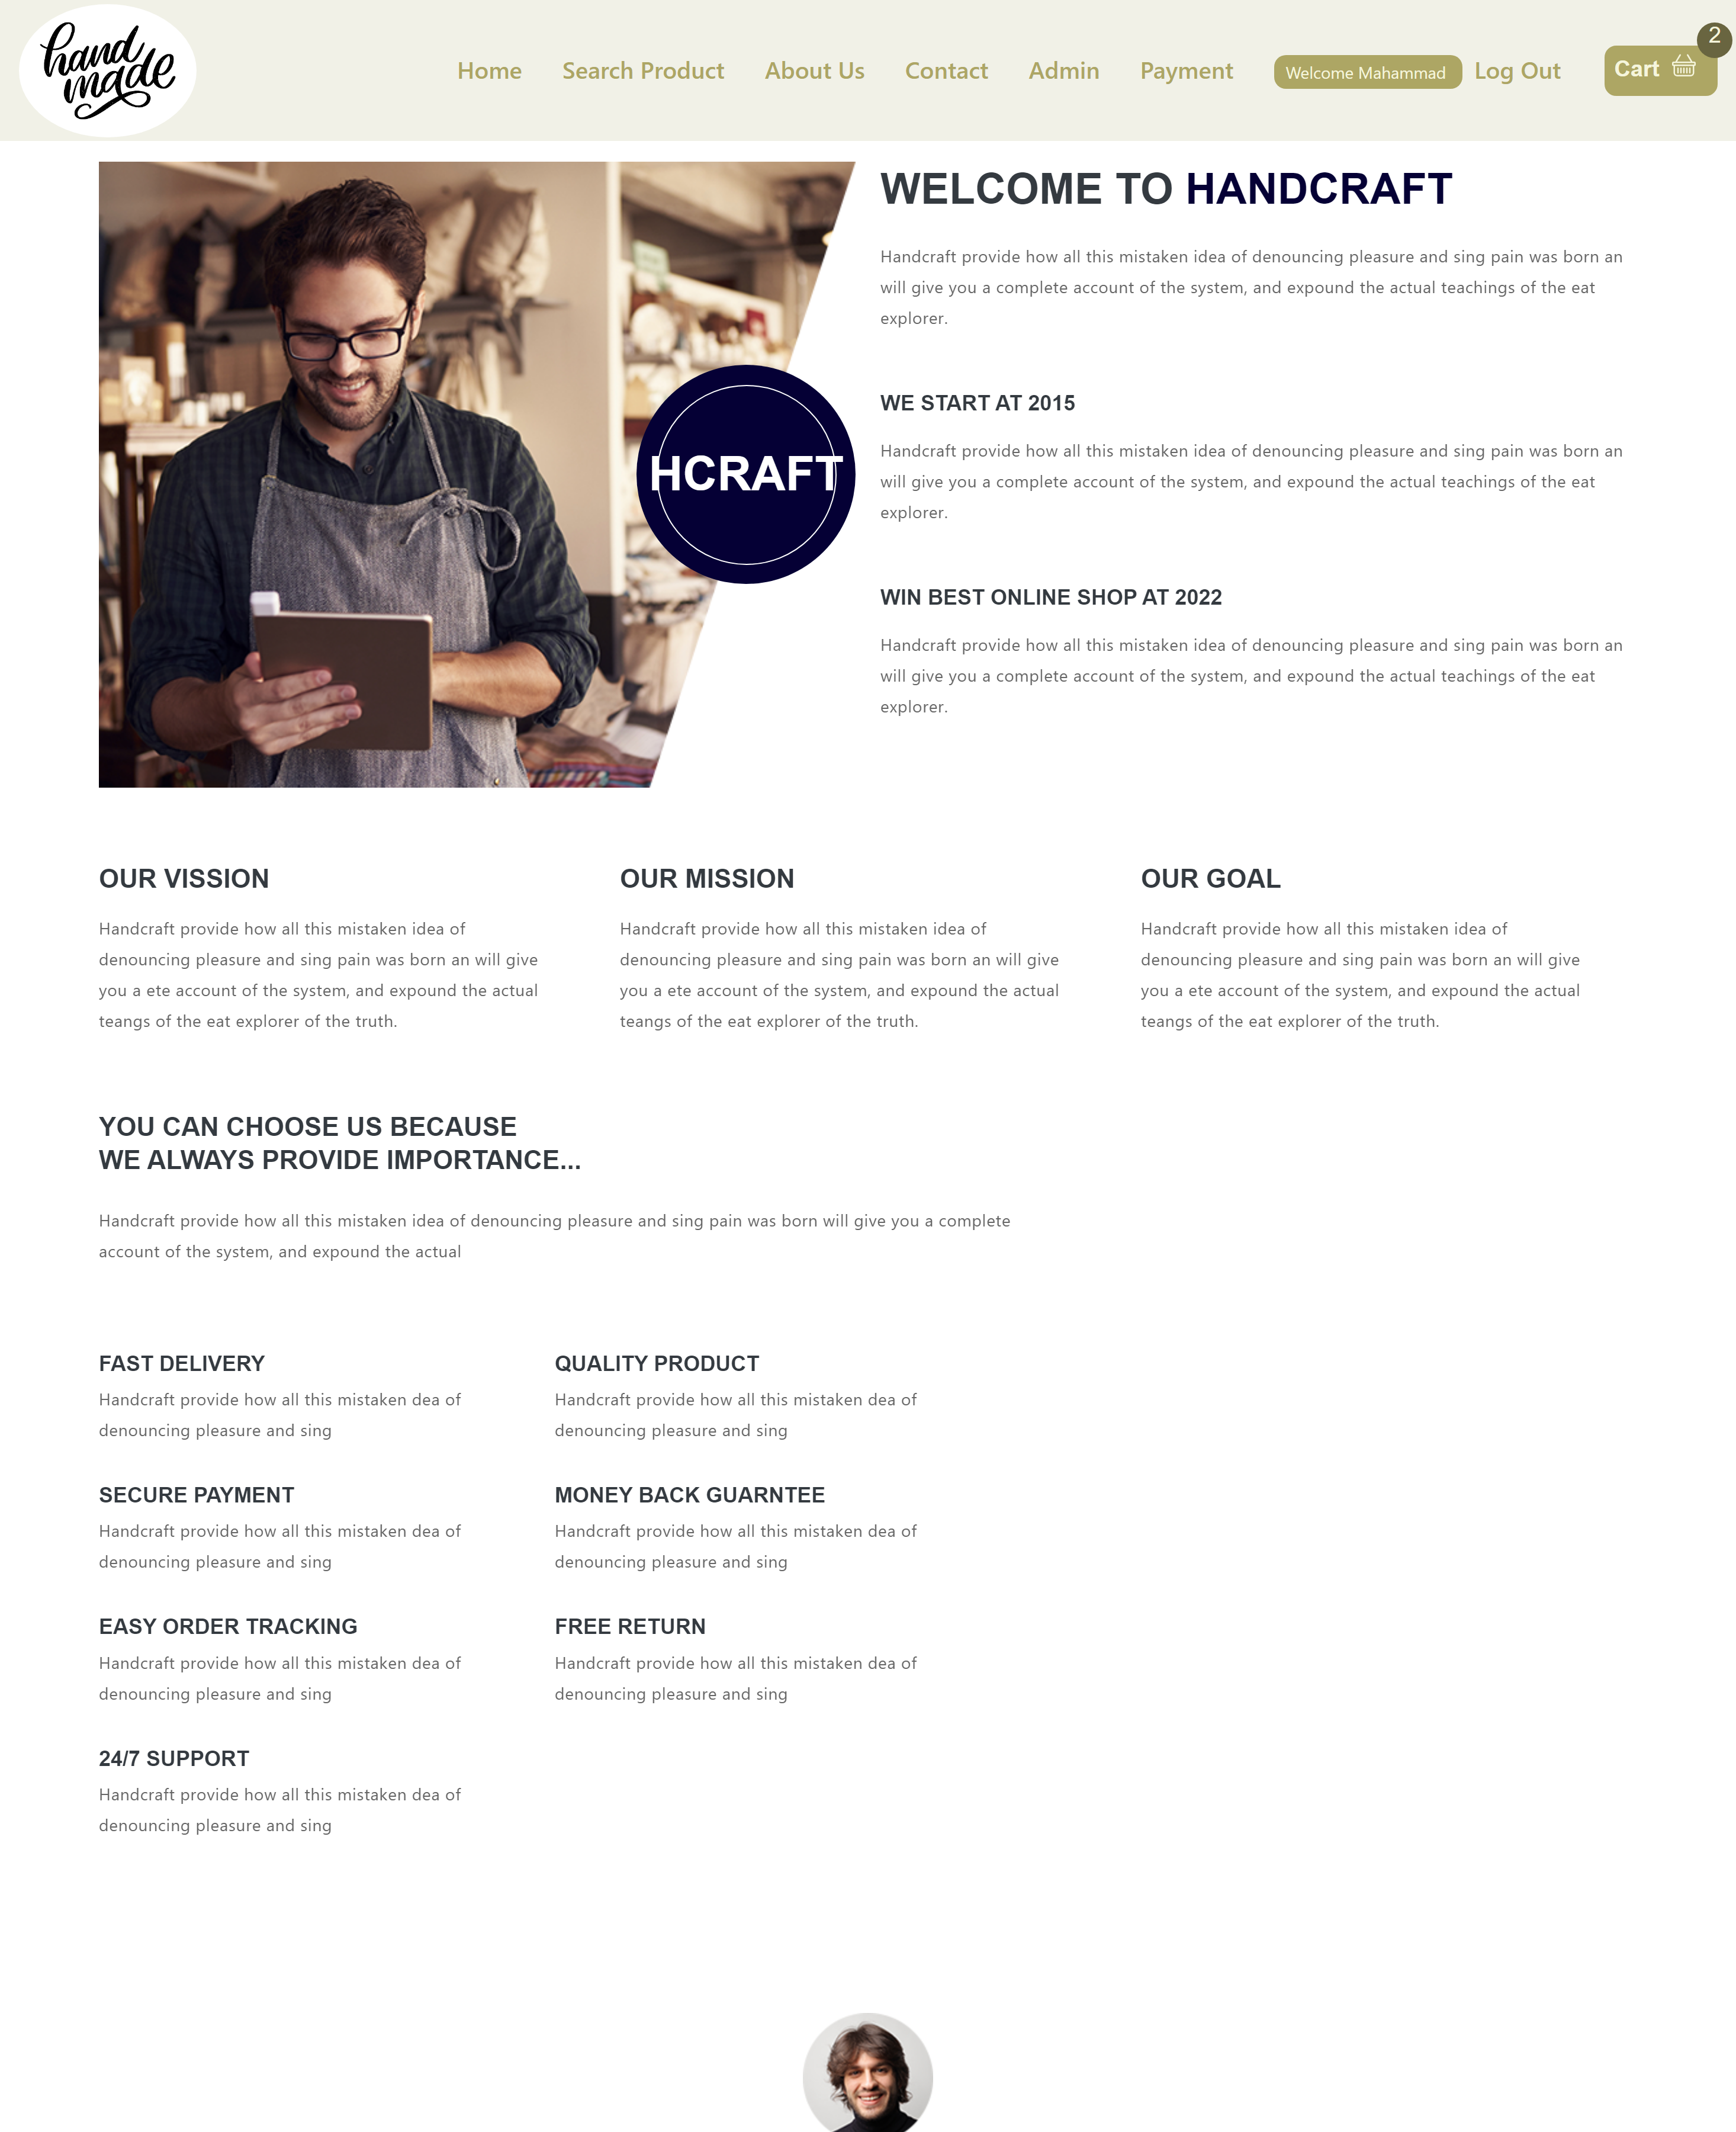 hand
made
Home Search Product About Us Contact Admin Payment Welcome Mahammad Log Out Cart 2
WELCOME TO HANDCRAFT
Handcraft provide how all this mistaken idea of denouncing pleasure and sing pain was born an
will give you a complete account of the system, and expound the actual teachings of the eat
explorer.
WE START AT 2015
Handcraft provide how all this mistaken idea of denouncing pleasure and sing pain was born an
will give you a complete account of the system, and expound the actual teachings of the eat
explorer.
HCRAFT
WIN BEST ONLINE SHOP AT 2022
Handcraft provide how all this mistaken idea of denouncing pleasure and sing pain was born an
will give you a complete account of the system, and expound the actual teachings of the eat
explorer.
OUR VISSION
Handcraft provide how all this mistaken idea of
denouncing pleasure and sing pain was born an will give
you a ete account of the system, and expound the actual
teangs of the eat explorer of the truth.
OUR MISSION
Handcraft provide how all this mistaken idea of
denouncing pleasure and sing pain was born an will give
you a ete account of the system, and expound the actual
teangs of the eat explorer of the truth.
OUR GOAL
Handcraft provide how all this mistaken idea of
denouncing pleasure and sing pain was born an will give
you a ete account of the system, and expound the actual
teangs of the eat explorer of the truth.
YOU CAN CHOOSE US BECAUSE
WE ALWAYS PROVIDE IMPORTANCE...
Handcraft provide how all this mistaken idea of denouncing pleasure and sing pain was born will give you a complete
account of the system, and expound the actual
FAST DELIVERY
Handcraft provide how all this mistaken dea of
denouncing pleasure and sing
QUALITY PRODUCT
Handcraft provide how all this mistaken dea of
denouncing pleasure and sing
SECURE PAYMENT
Handcraft provide how all this mistaken dea of
denouncing pleasure and sing
MONEY BACK GUARNTEE
Handcraft provide how all this mistaken dea of
denouncing pleasure and sing
EASY ORDER TRACKING
Handcraft provide how all this mistaken dea of
denouncing pleasure and sing
FREE RETURN
Handcraft provide how all this mistaken dea of
denouncing pleasure and sing
24/7 SUPPORT
Handcraft provide how all this mistaken dea of
denouncing pleasure and sing